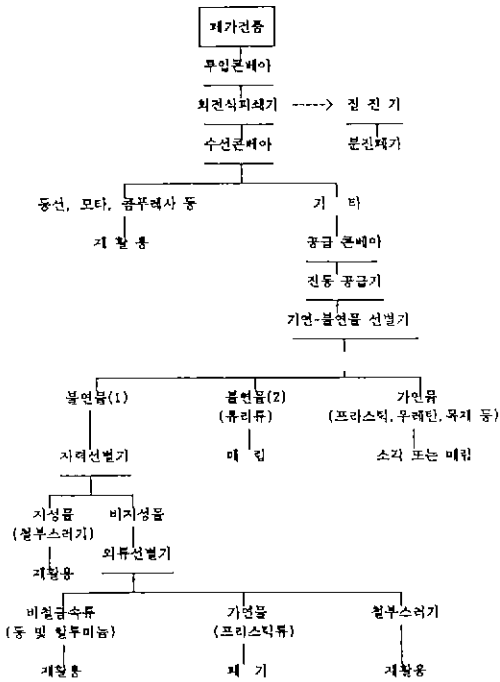 폐가전품
투입콘베아
회전식피쇄기 ----> 집 진 기
수선콘베아 분진폐기
동선, 모타, 콤푸레샤 등 기 타
재 활 용 공급 콘베아
진동 공급기
가연-불연물 선별기
불연물(1) 불연물(2) 가연물
(유리류) (프라스틱, 우레탄, 목재 등)
자력선별기 매 립 소각 또는 매립
자성물 비자성물
(철부스러기)
와류선별기
재활용
비철금속류 가연물 철부스러기
(동 및 알루미늄) (프라스틱류)
재활용 폐 기 재활용